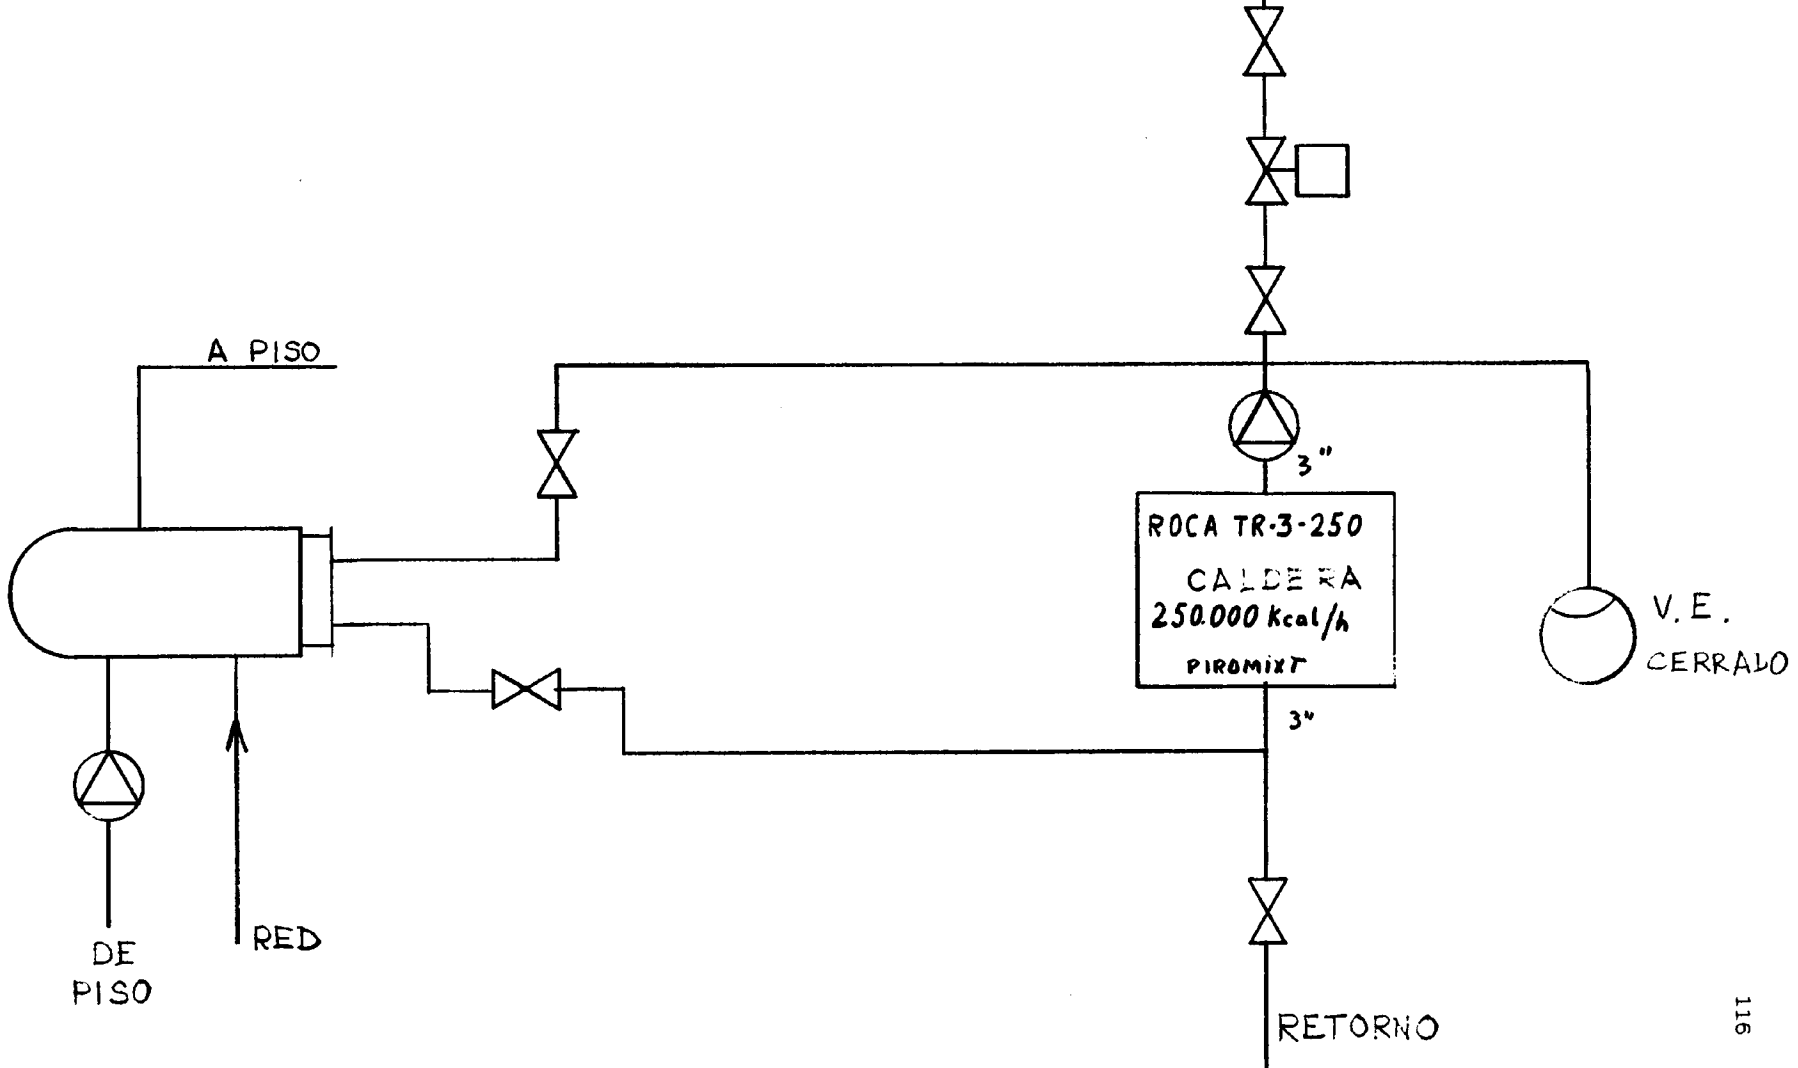 A PISO
3"
ROCA TR-3-250
CALDERA
250.000 Kcal/h
PIROMIXT
V. E.
CERRADO
3"
RED
DE
PISO
RETORNO
116